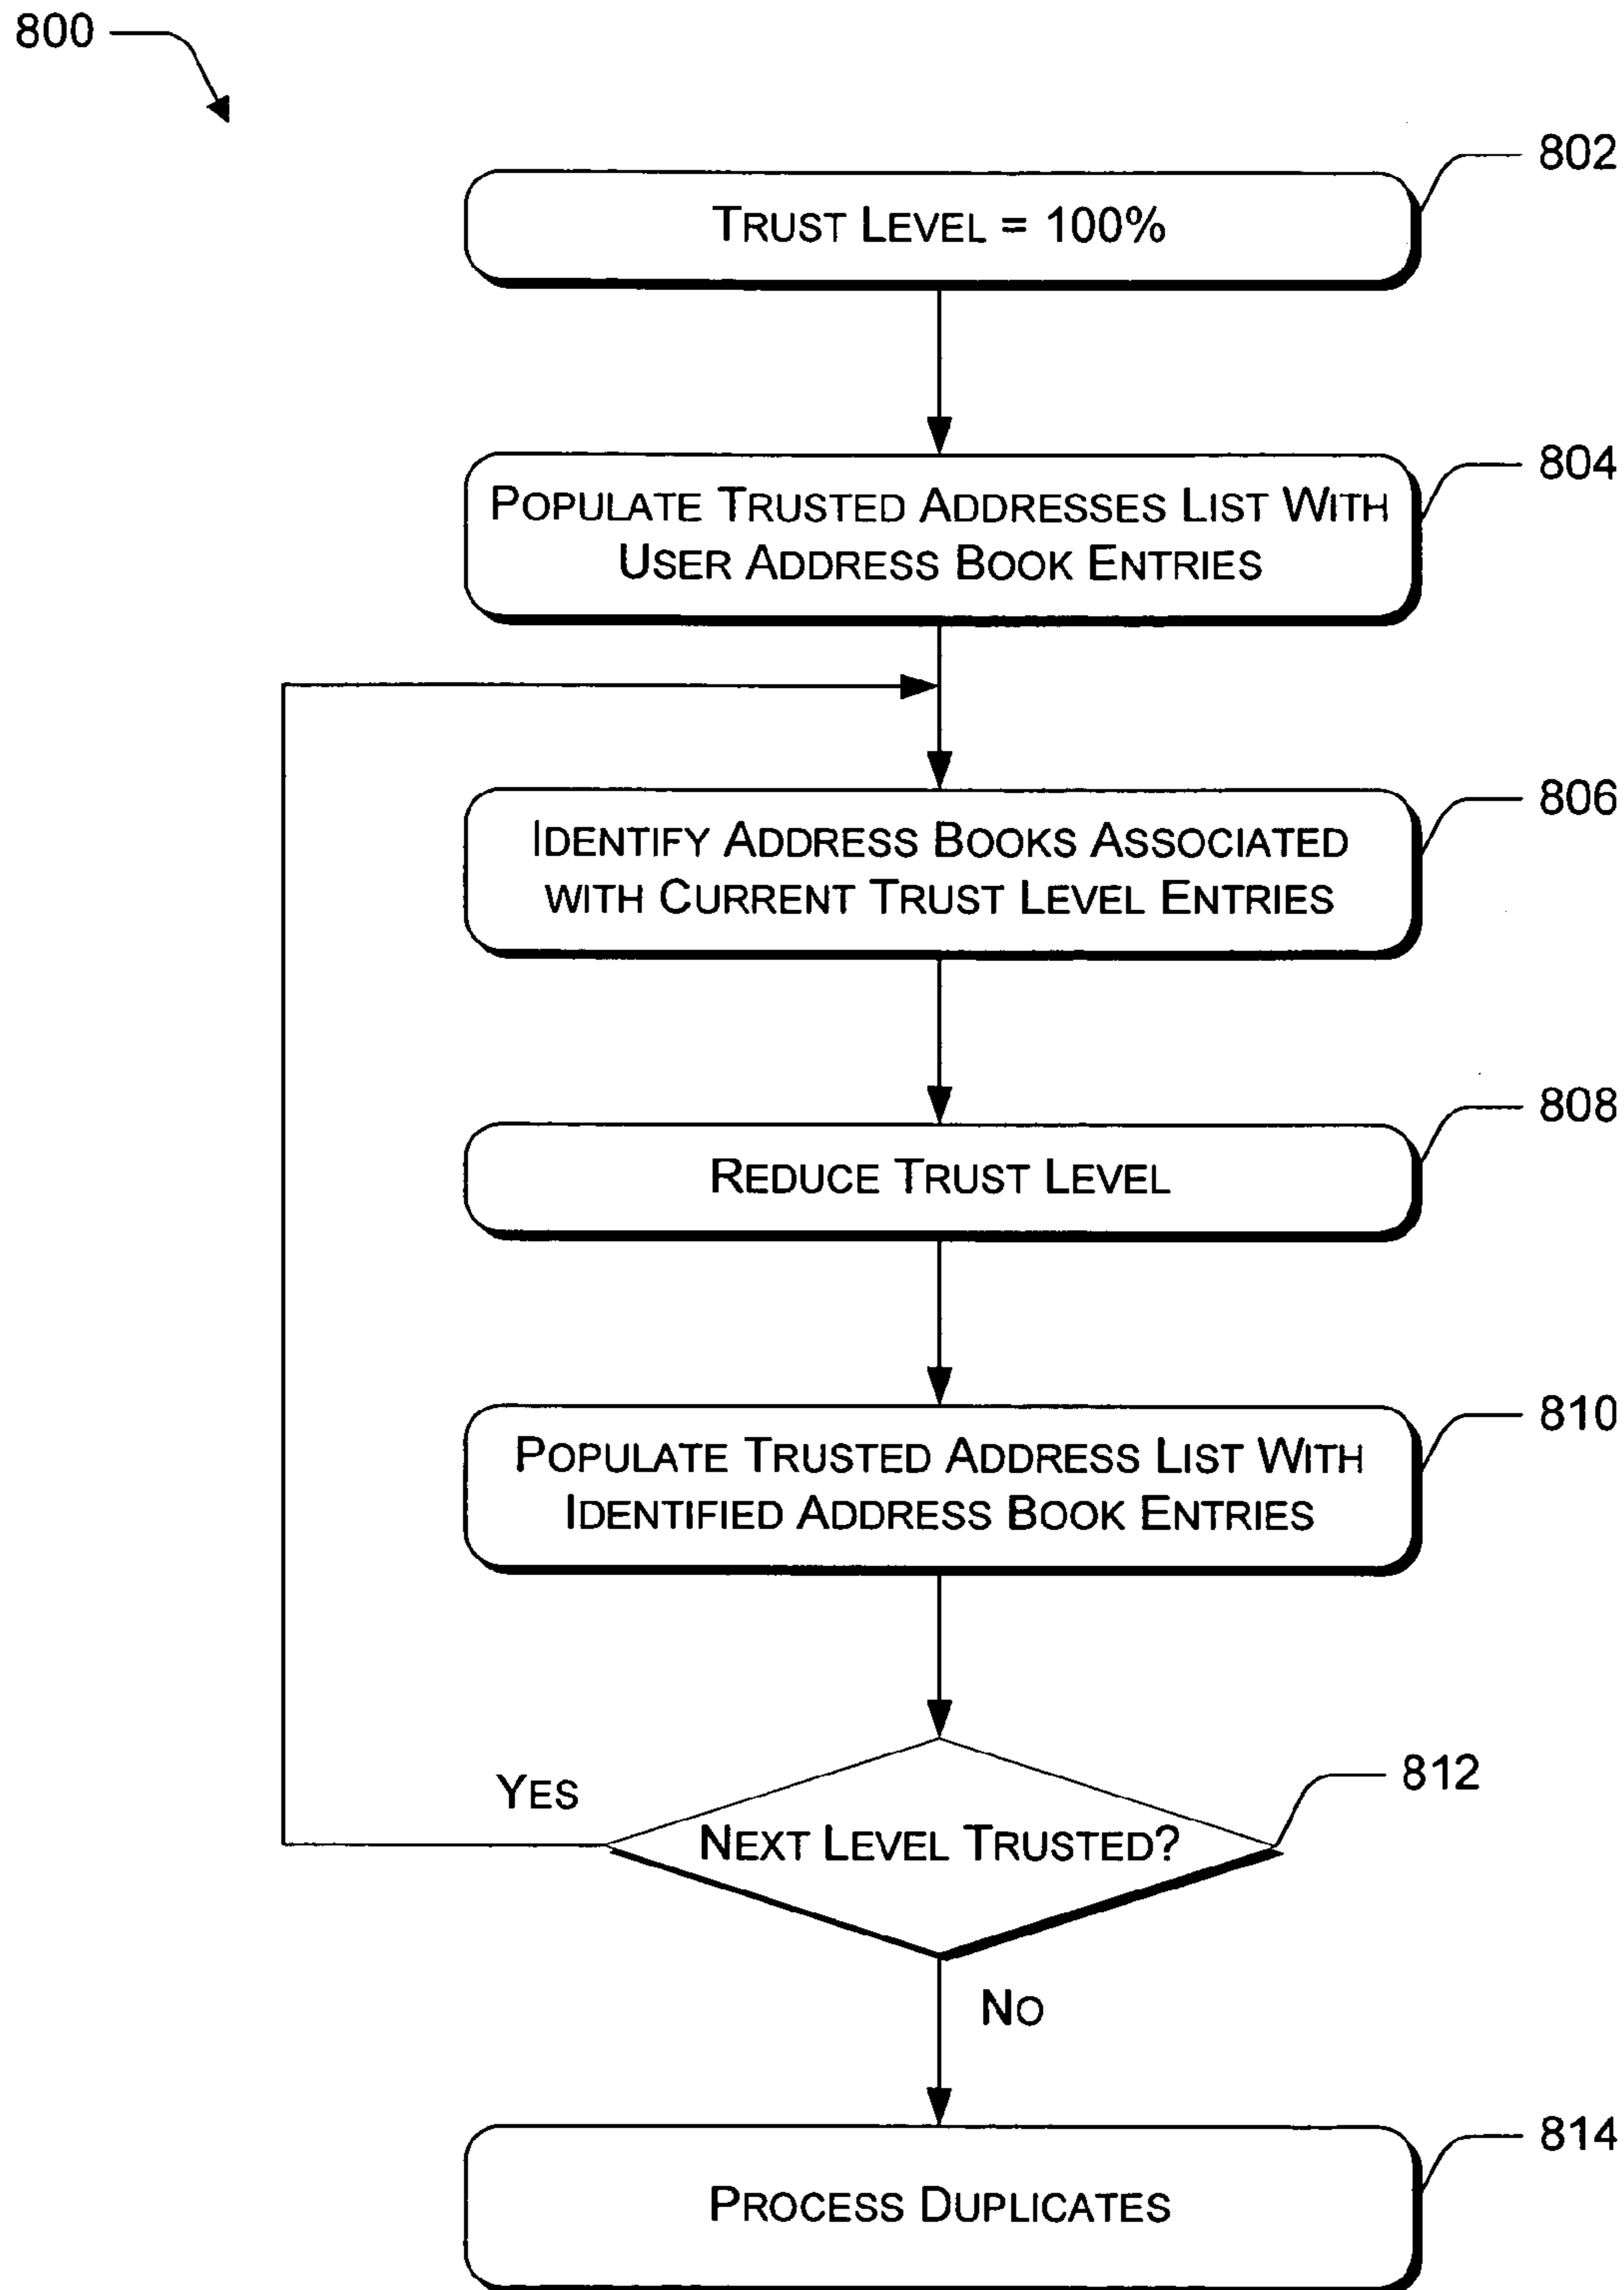 800
802
TRUST LEVEL = 100%
804
POPULATE TRUSTED ADDRESSES LIST WITH
USER ADDRESS BOOK ENTRIES
806
IDENTIFY ADDRESS BOOKS ASSOCIATED
WITH CURRENT TRUST LEVEL ENTRIES
808
REDUCE TRUST LEVEL
810
POPULATE TRUSTED ADDRESS LIST WITH
IDENTIFIED ADDRESS BOOK ENTRIES
812
YES
NEXT LEVEL TRUSTED?
NO
814
PROCESS DUPLICATES